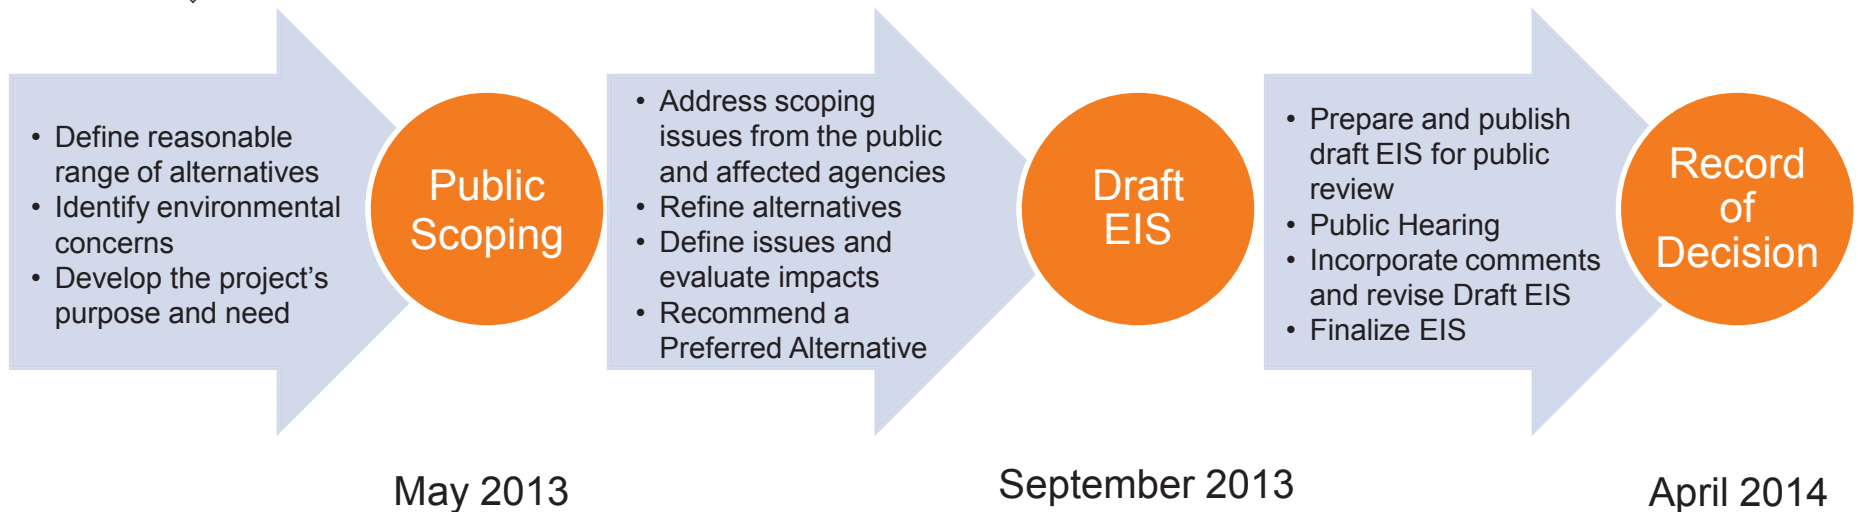 • Define reasonable
range of alternatives
• Identify environmental
concerns
• Develop the project's
purpose and need
Public
Scoping
• Address scoping
issues from the public
and affected agencies
• Refine alternatives
• Define issues and
evaluate impacts
• Recommend a
Preferred Alternative
Draft
EIS
• Prepare and publish
draft EIS for public
review
• Public Hearing
• Incorporate comments
and revise Draft EIS
• Finalize EIS
Record
of
Decision
May 2013
September 2013
April 2014